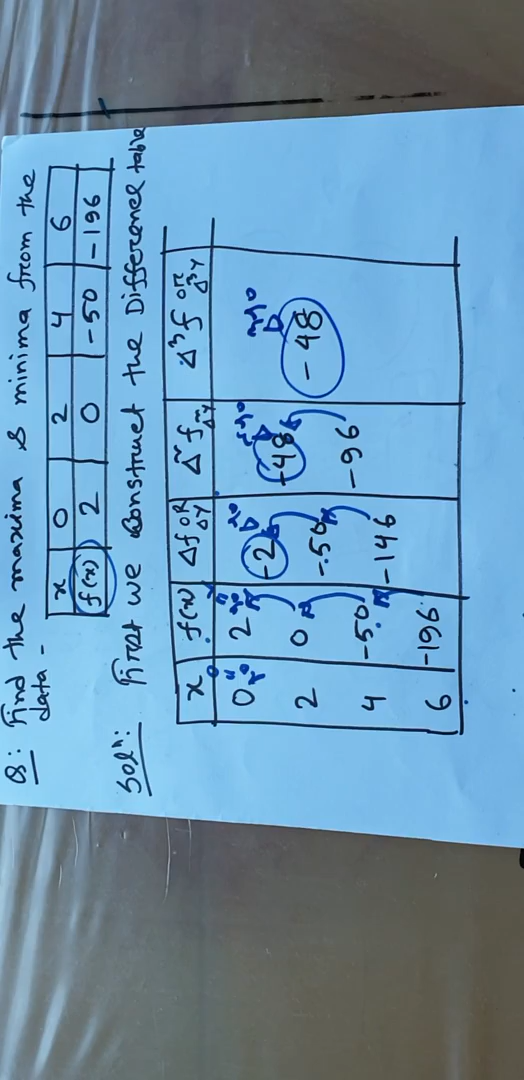 Q: Find the maxima & minima from the
data -
x 0 2 4 6
f(x) 2 0 -50 -196
Solⁿ: First we construct the Difference table
x f(x) Δf OR ΔY Δ²f OR Δ²Y Δ³f OR Δ³Y
0 2 -2 -48 -48
2 0 -50 -96
4 -50 -146
6 -196